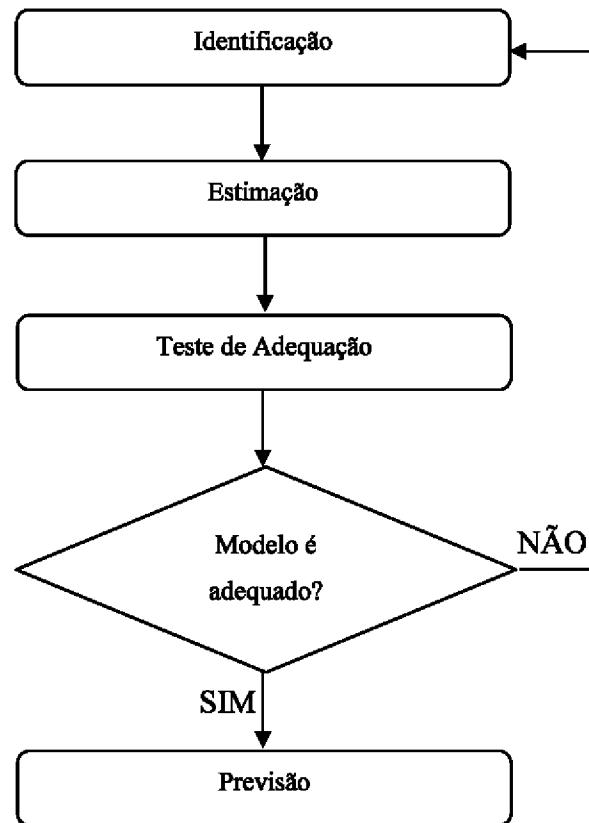 Identificação
Estimação
Teste de Adequação
Modelo é
adequado?
NÃO
SIM
Previsão